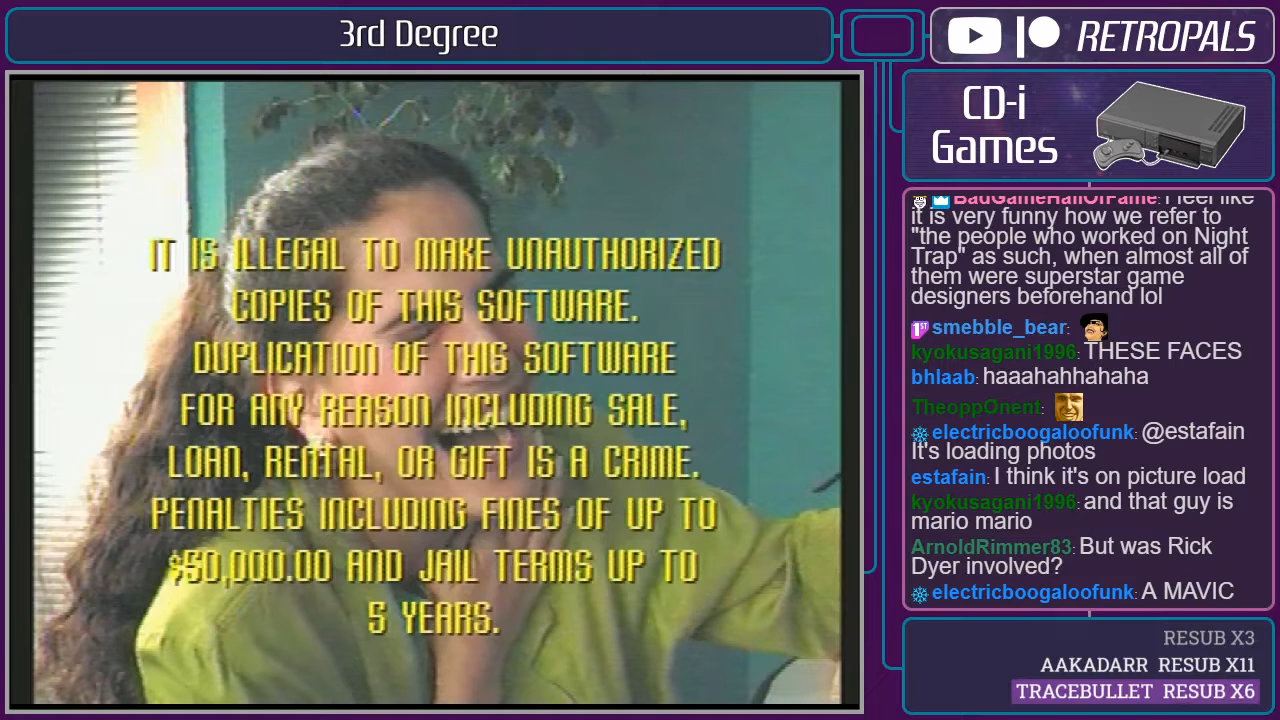 3rd Degree
RETROPALS
CD-i
Games
IT IS ILLEGAL TO MAKE UNAUTHORIZED
COPIES OF THIS SOFTWARE.
DUPLICATION OF THIS SOFTWARE
FOR ANY REASON INCLUDING SALE,
LOAN, RENTAL, OR GIFT IS A CRIME.
PENALTIES INCLUDING FINES OF UP TO
$50,000.00 AND JAIL TERMS UP TO
5 YEARS.
BadGameHallOfFame: I feel like
it is very funny how we refer to
"the people who worked on Night
Trap" as such, when almost all of
them were superstar game
designers beforehand lol
1ST smebble_bear:
kyokusagani1996: THESE FACES
bhlaab: haaahahhahaha
TheoppOnent:
electricboogaloofunk: @estafain
It's loading photos
estafain: I think it's on picture load
kyokusagani1996: and that guy is
mario mario
ArnoldRimmer83: But was Rick
Dyer involved?
electricboogaloofunk: A MAVIC
RESUB X3
AAKADARR RESUB X11
TRACEBULLET RESUB X6